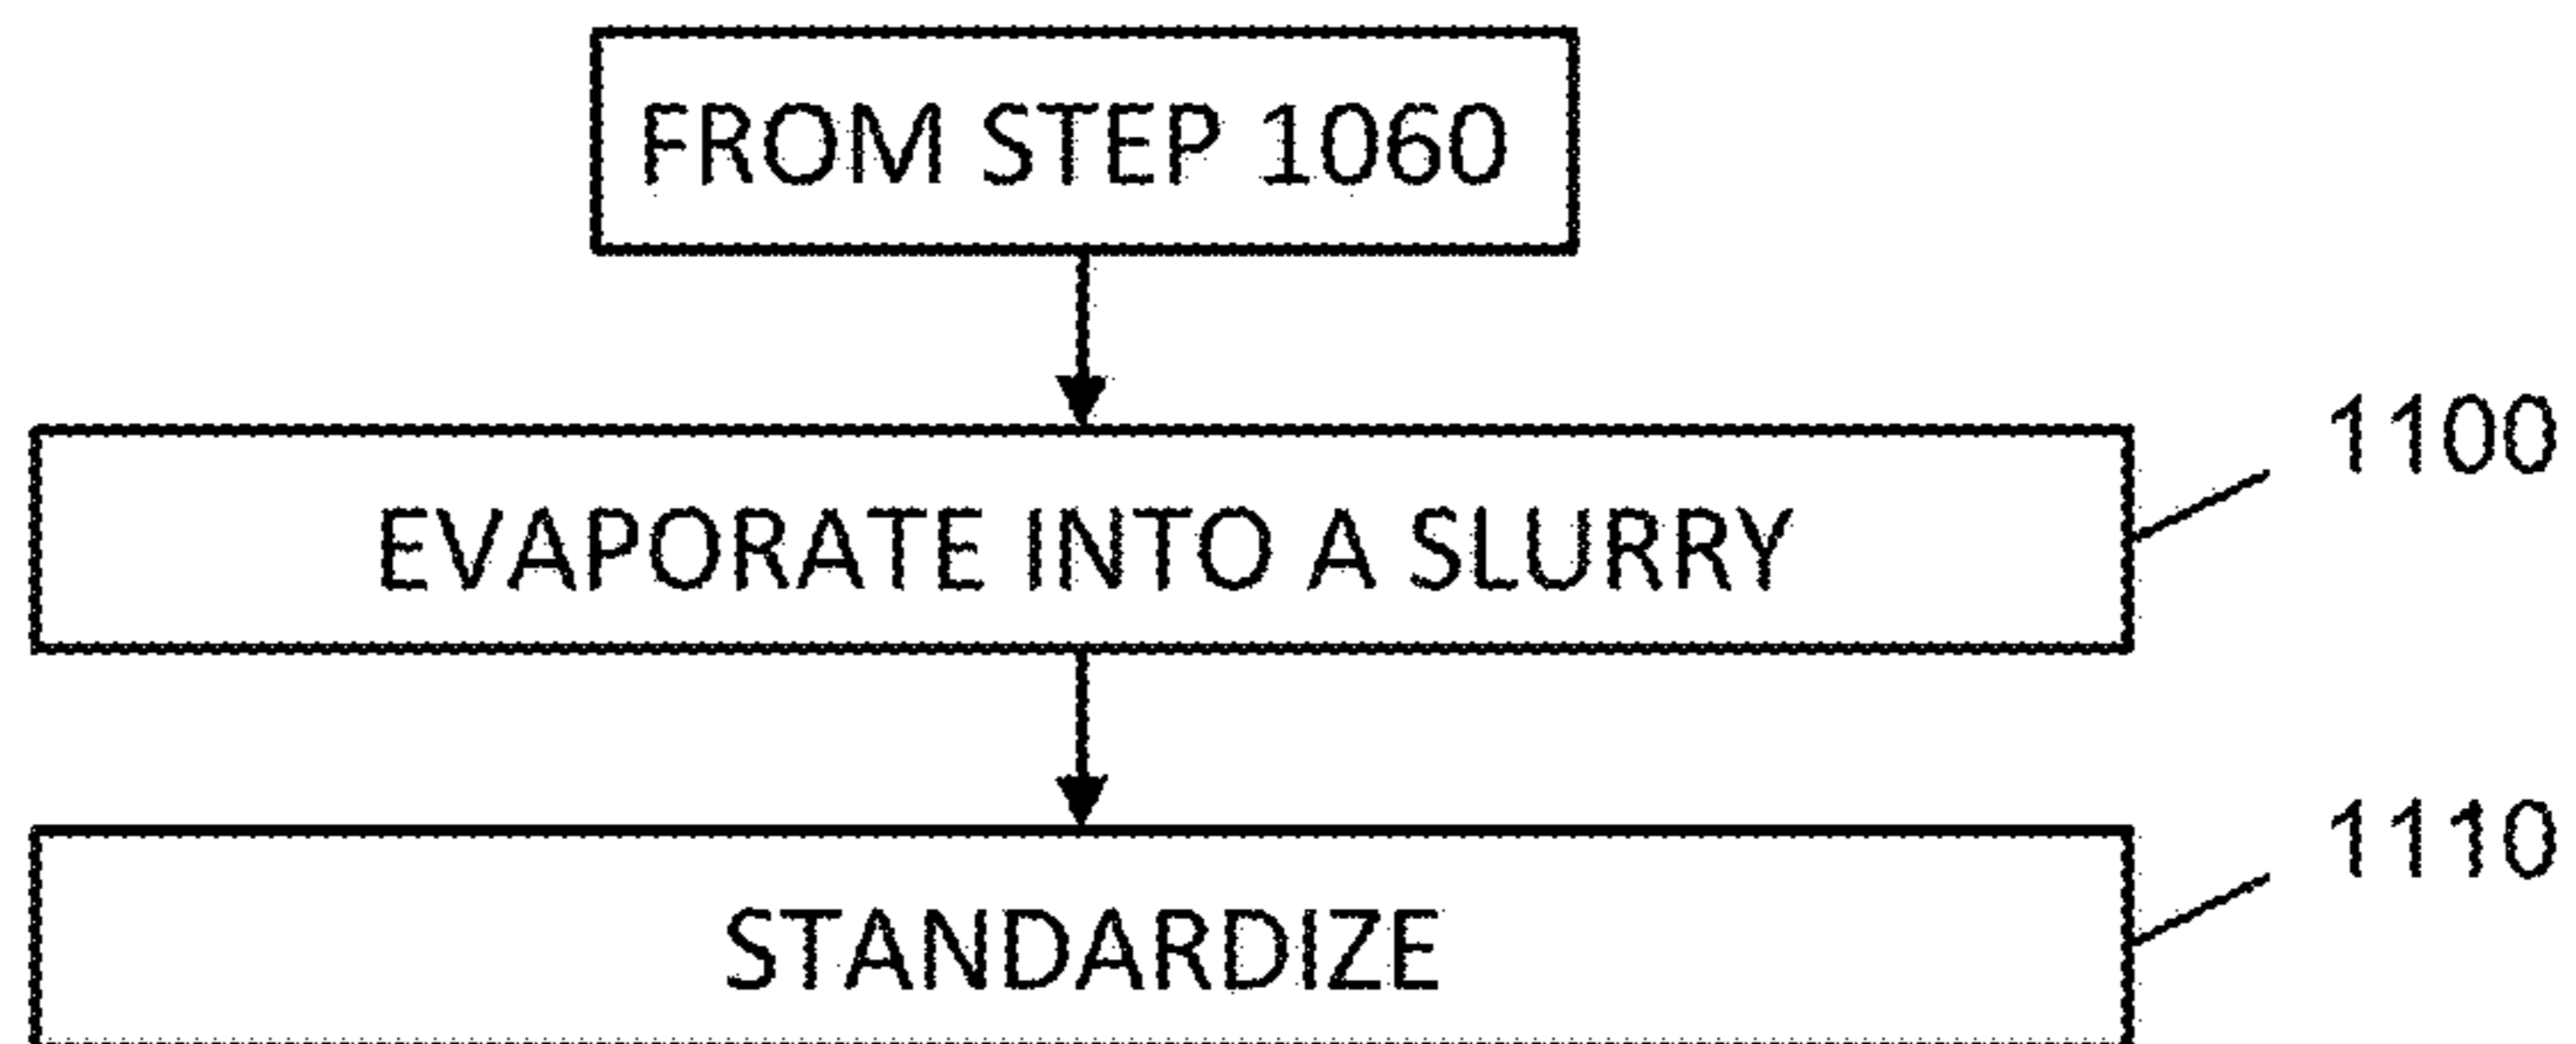 FROM STEP 1060
1100
EVAPORATE INTO A SLURRY
1110
STANDARDIZE